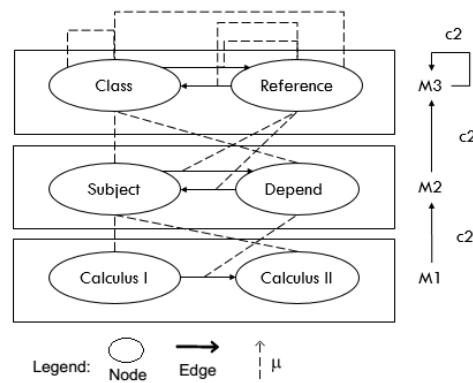 c2
Class Reference M3
c2
Subject Depend M2
c2
Calculus I Calculus II M1
Legend: Node Edge μ